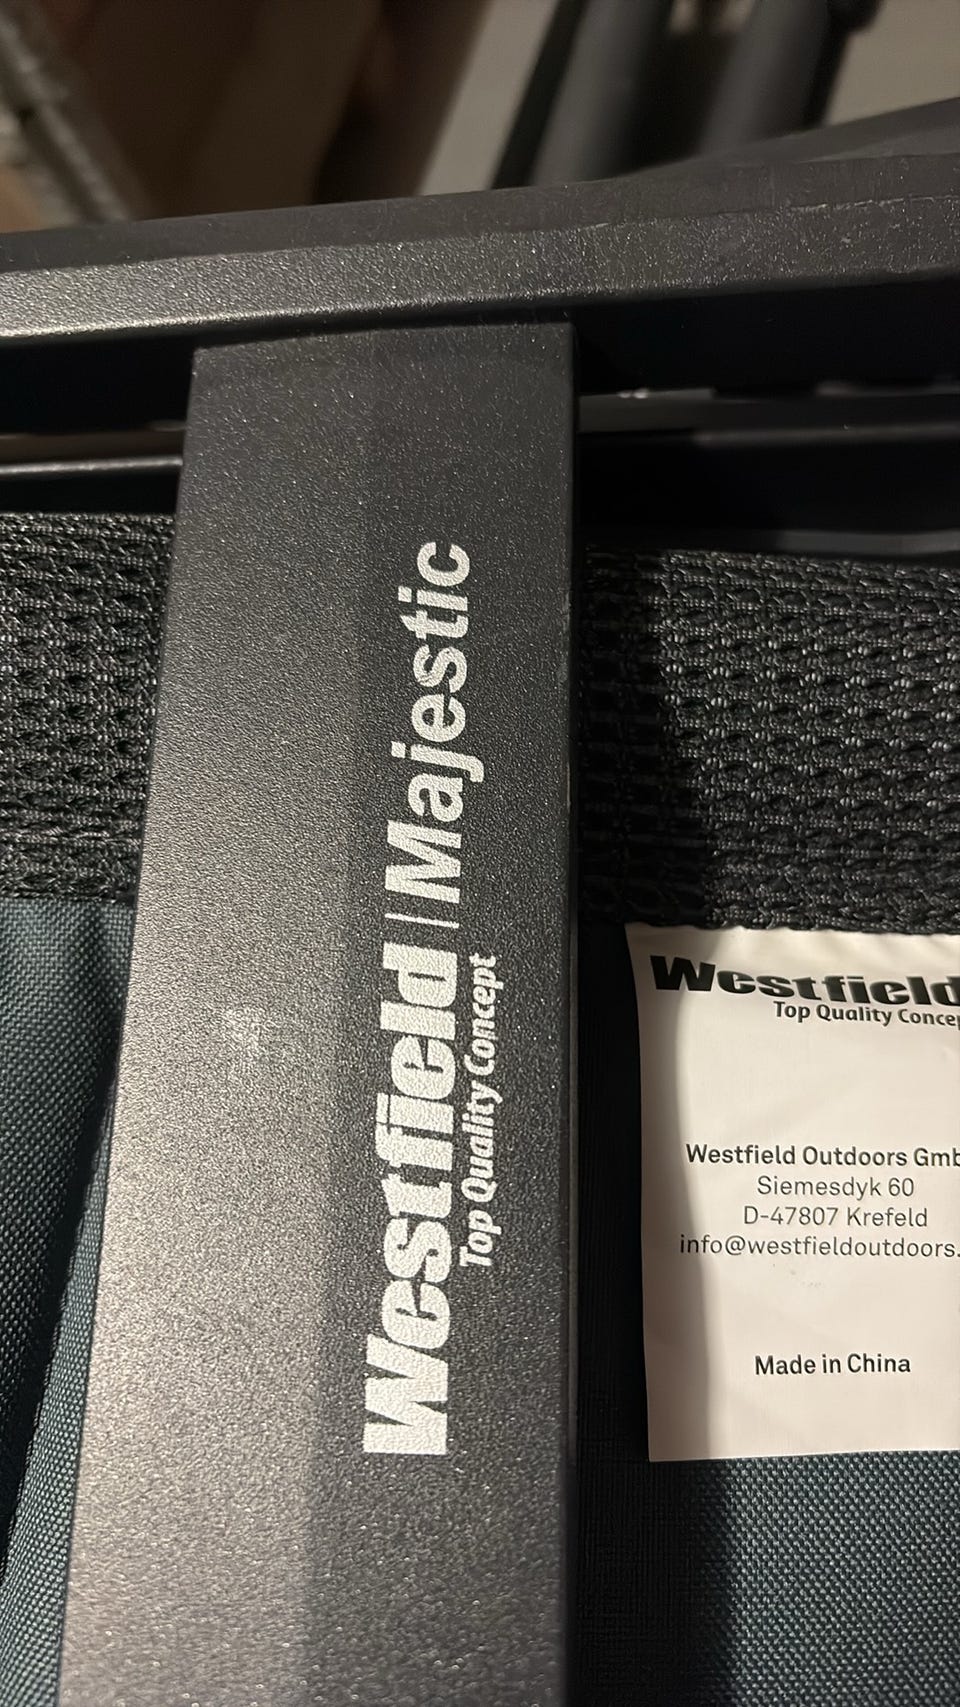 Westfield | Majestic
Top Quality Concept
Westfield
Top Quality Concep
Westfield Outdoors Gmb
Siemesdyk 60
D-47807 Krefeld
info@westfieldoutdoors.
Made in China